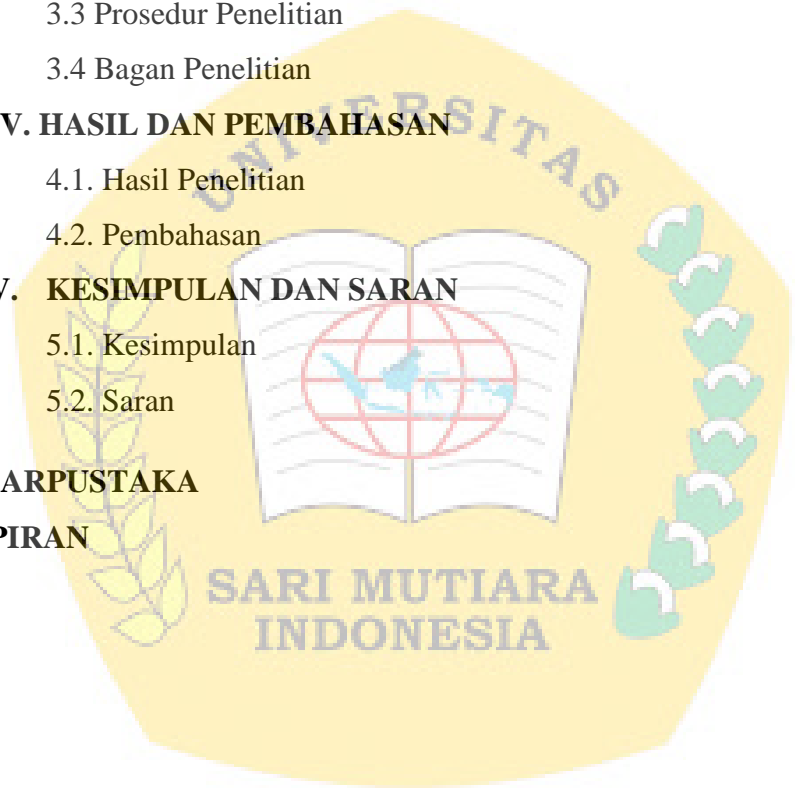 3.3 Prosedur Penelitian
3.4 Bagan Penelitian
V. HASIL DAN PEMBAHASAN
4.1. Hasil Penelitian
4.2. Pembahasan
V. KESIMPULAN DAN SARAN
5.1. Kesimpulan
5.2. Saran
ARPUSTAKA
PIRAN
UNIVERSITAS
SARI MUTIARA
INDONESIA